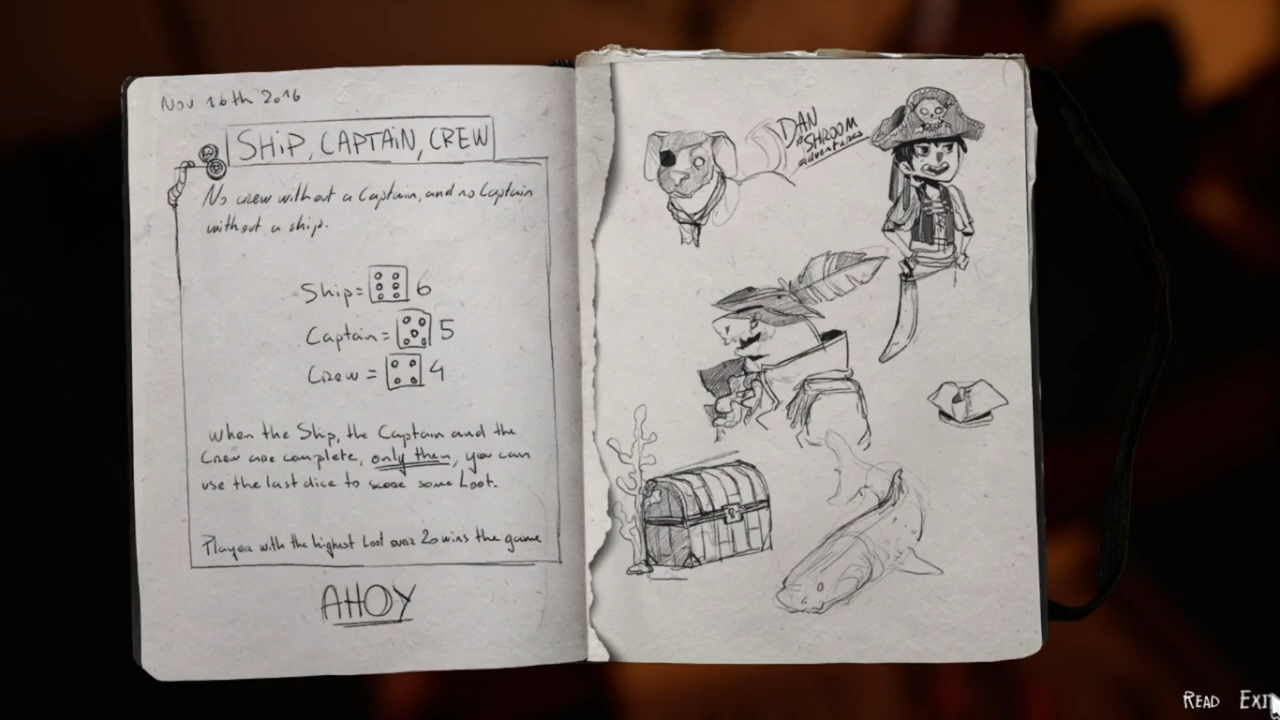 Nov 16th 2016
SHIP, CAPTAIN, CREW
No crew without a Captain, and no Captain
without a ship.
Ship = 6
Captain = 5
Crew = 4
When the Ship, the Captain and the
Crew are complete, only then, you can
use the last dice to score some Loot.
Player with the highest Loot over 20 wins the game
AHOY
DAN
SHROOM
adventures
READ EXIT